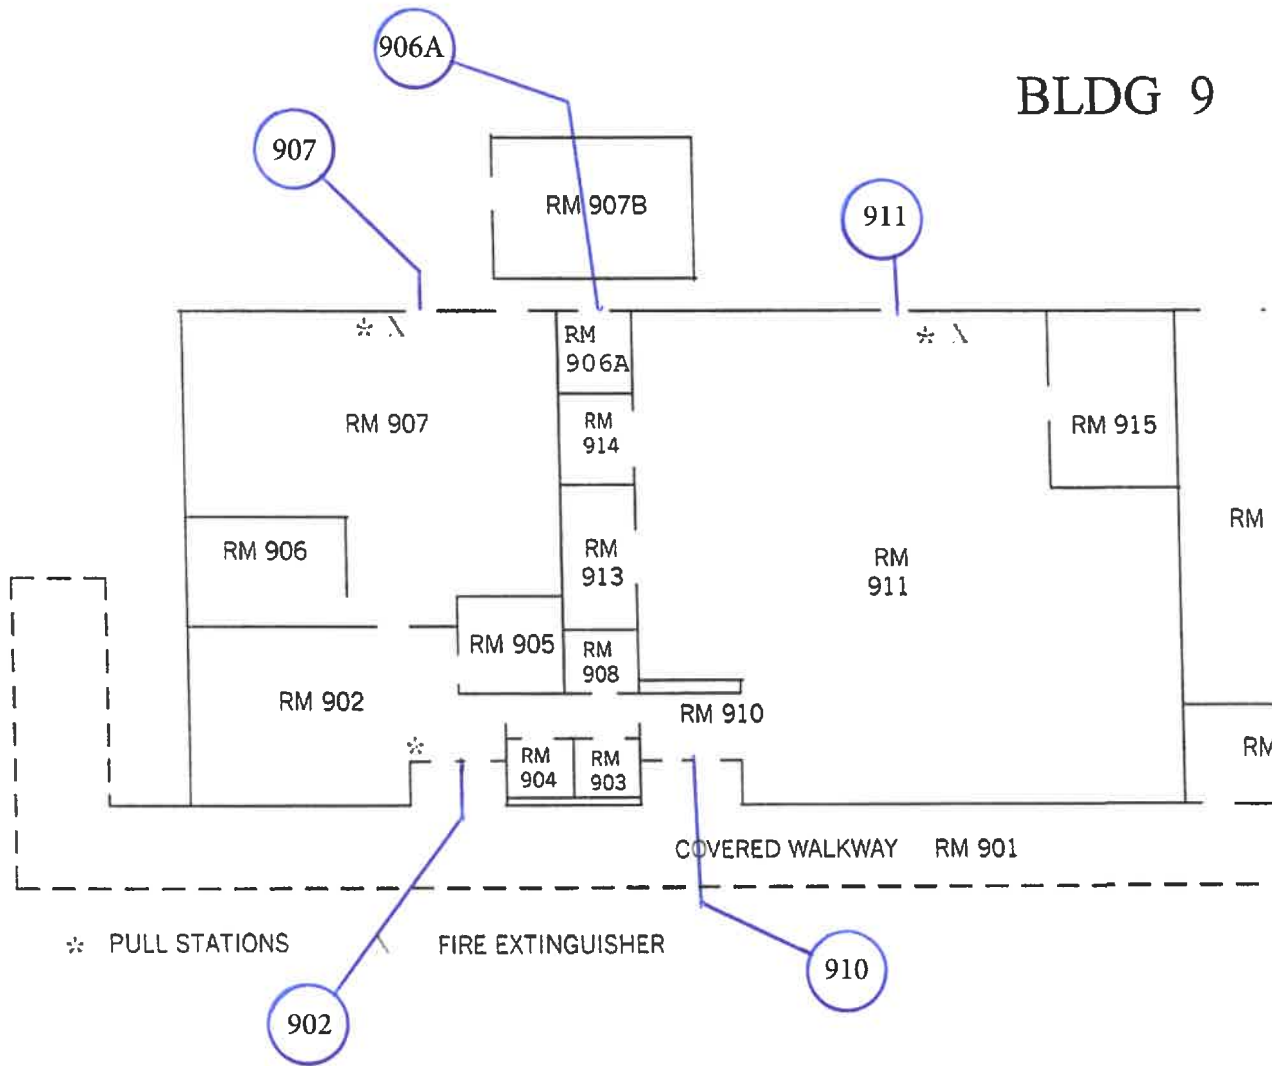 906A
BLDG 9
907
RM 907B
911
* \
* \
RM
906A
RM 907
RM
914
RM 915
RM
RM 906
RM
913
RM
911
RM 905
RM
908
RM 902
RM 910
*
RM
904
RM
903
RM
COVERED WALKWAY RM 901
* PULL STATIONS \ FIRE EXTINGUISHER
910
902